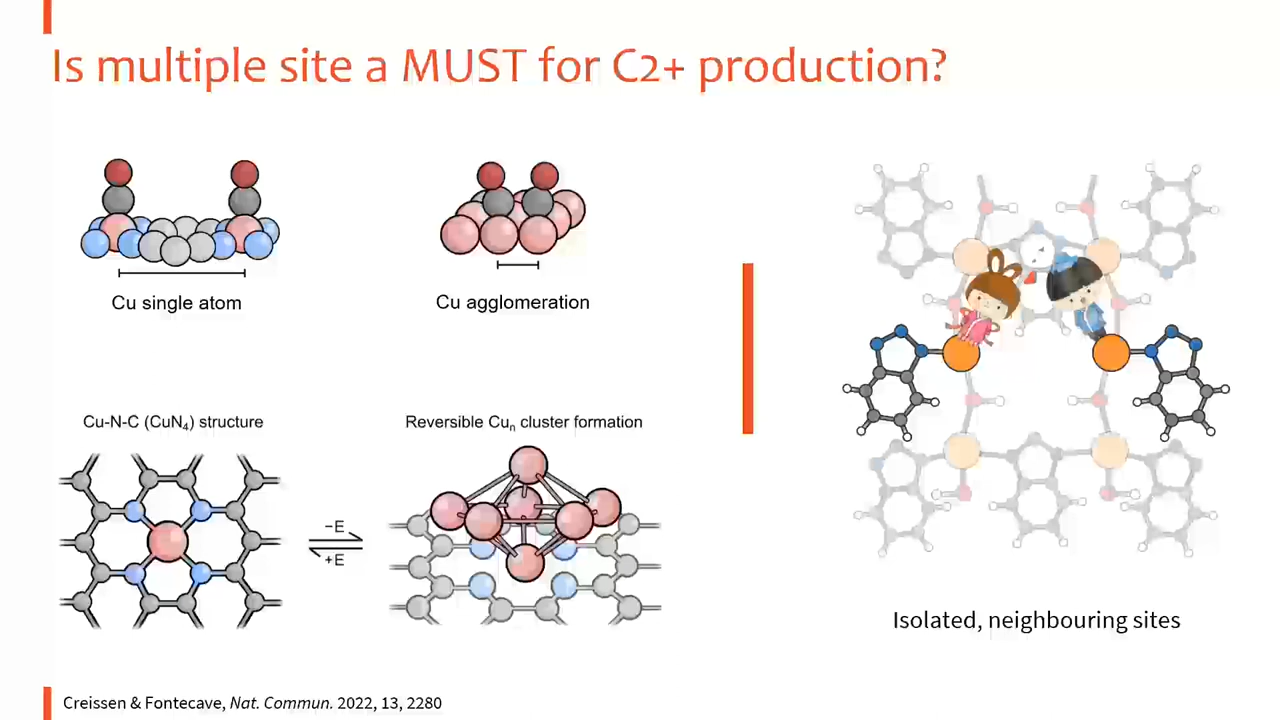 Is multiple site a MUST for C2+ production?
Cu single atom
Cu agglomeration
Cu-N-C (CuN₄) structure
Reversible Cuₙ cluster formation
−E
+E
Isolated, neighbouring sites
Creissen & Fontecave, Nat. Commun. 2022, 13, 2280